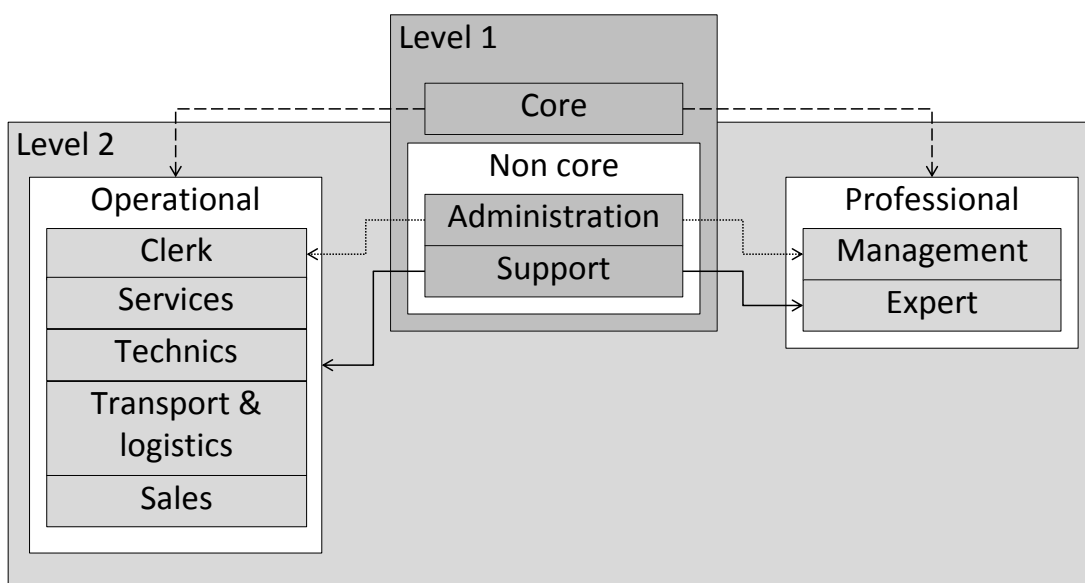 Level 1
Core
Level 2
Non core
Operational
Professional
Administration
Clerk
Management
Support
Services
Expert
Technics
Transport &
logistics
Sales